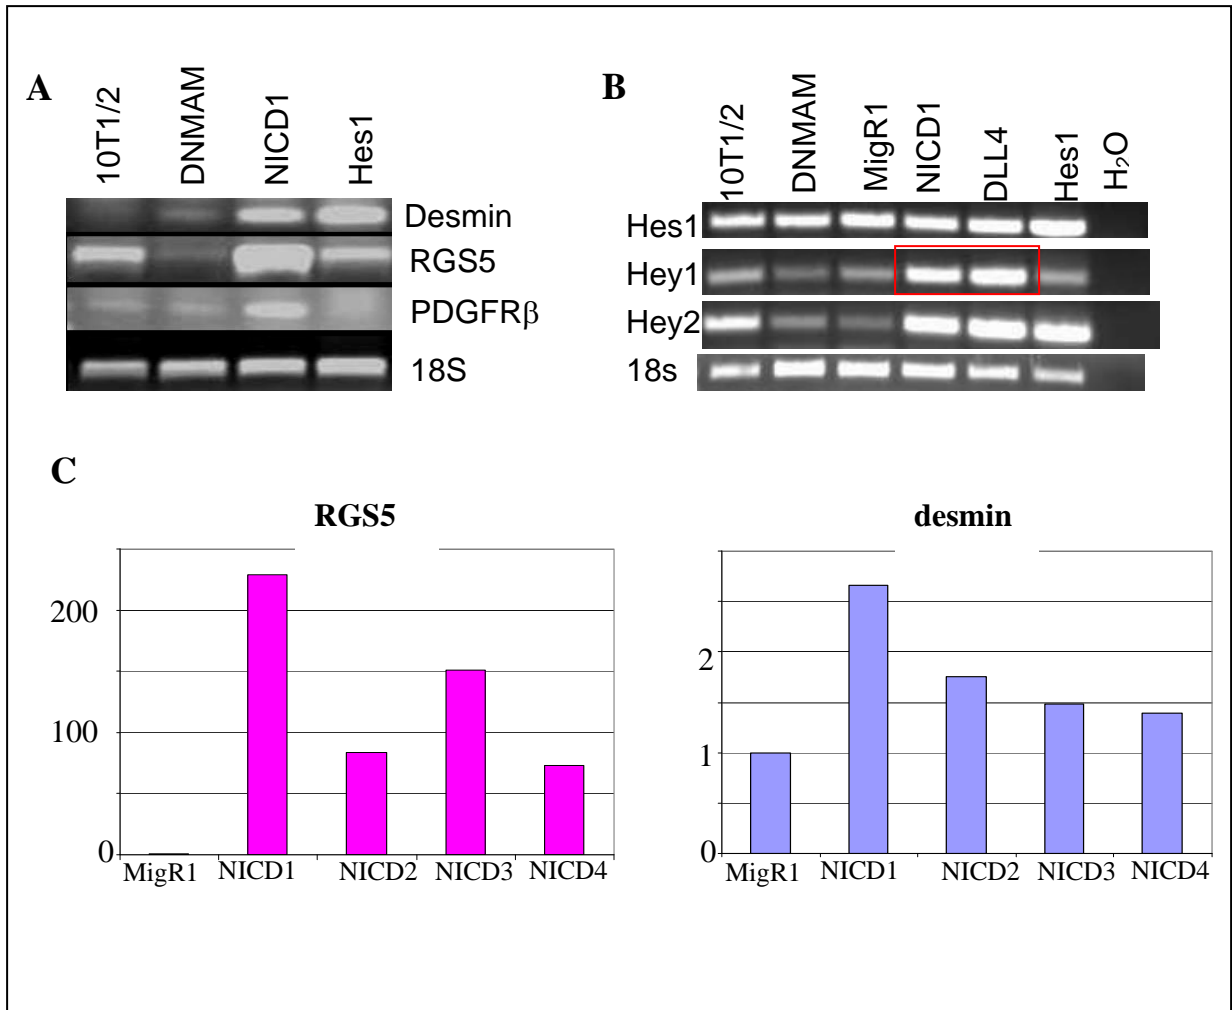 A
10T1/2
DNMAM
NICD1
Hes1
Desmin
RGS5
PDGFRβ
18S
B
10T1/2
DNMAM
MigR1
NICD1
DLL4
Hes1
H₂O
Hes1
Hey1
Hey2
18s
C
RGS5
200
100
0
MigR1 NICD1 NICD2 NICD3 NICD4
desmin
2
1
0
MigR1 NICD1 NICD2 NICD3 NICD4